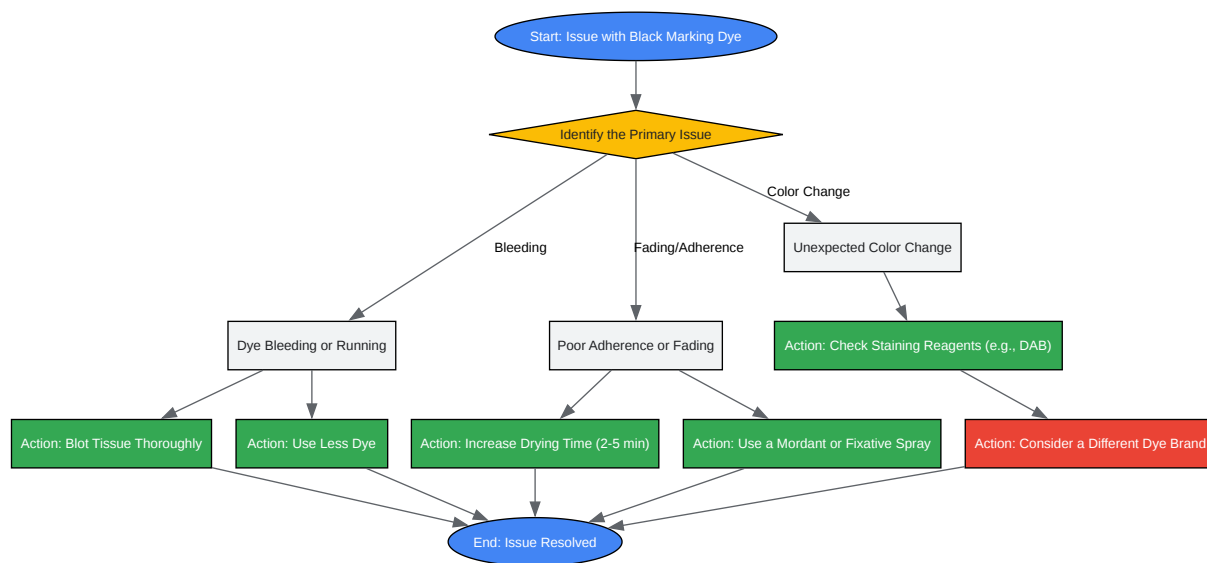 Start: Issue with Black Marking Dye
Identify the Primary Issue
Color Change
Bleeding
Fading/Adherence
Unexpected Color Change
Dye Bleeding or Running
Poor Adherence or Fading
Action: Check Staining Reagents (e.g., DAB)
Action: Blot Tissue Thoroughly
Action: Use Less Dye
Action: Increase Drying Time (2-5 min)
Action: Use a Mordant or Fixative Spray
Action: Consider a Different Dye Brand
End: Issue Resolved